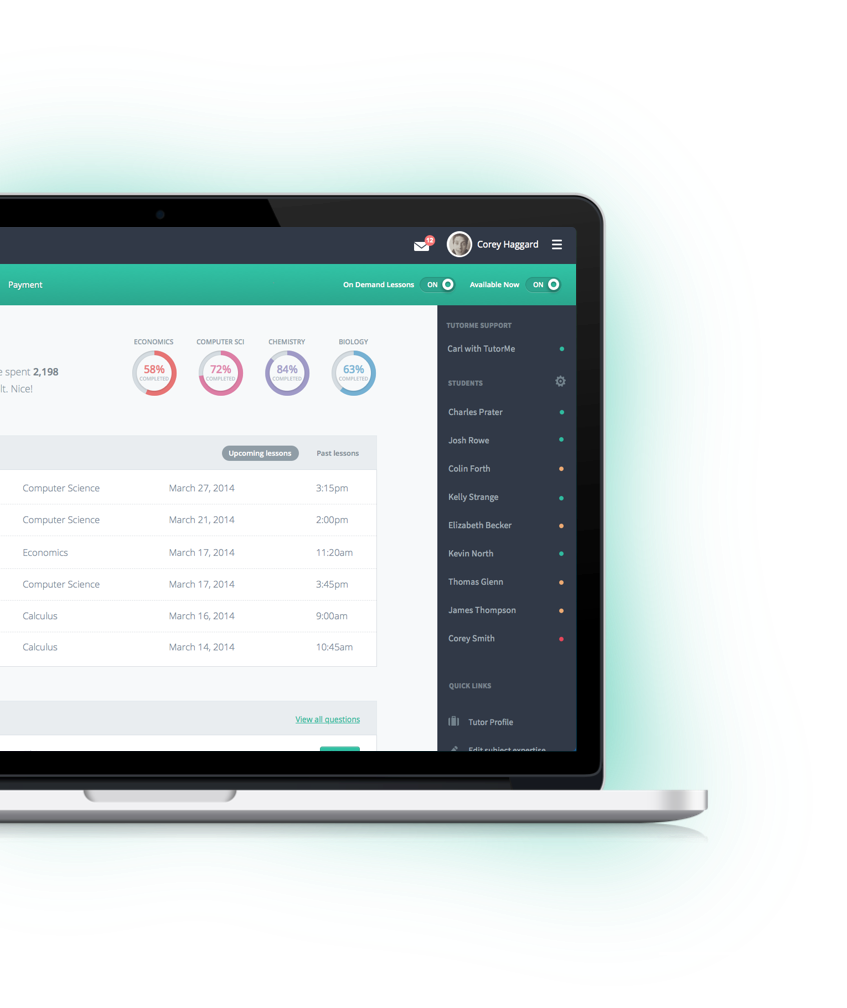 12
Corey Haggard
Payment
On Demand Lessons ON
Available Now ON
ECONOMICS COMPUTER SCI CHEMISTRY BIOLOGY
58% 72% 84% 63%
COMPLETED COMPLETED COMPLETED COMPLETED
e spent 2,198
lt. Nice!
Upcoming lessons Past lessons
Computer Science March 27, 2014 3:15pm
Computer Science March 21, 2014 2:00pm
Economics March 17, 2014 11:20am
Computer Science March 17, 2014 3:45pm
Calculus March 16, 2014 9:00am
Calculus March 14, 2014 10:45am
View all questions
TUTORME SUPPORT
Carl with TutorMe
STUDENTS
Charles Prater
Josh Rowe
Colin Forth
Kelly Strange
Elizabeth Becker
Kevin North
Thomas Glenn
James Thompson
Corey Smith
QUICK LINKS
Tutor Profile
Edit subject expertise